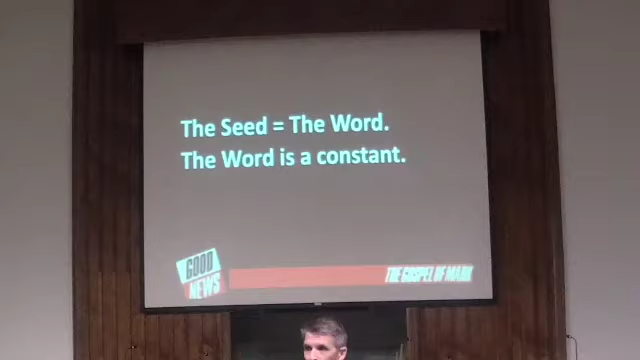 The Seed = The Word.
The Word is a constant.
GOOD
NEWS
THE GOSPEL OF MARK